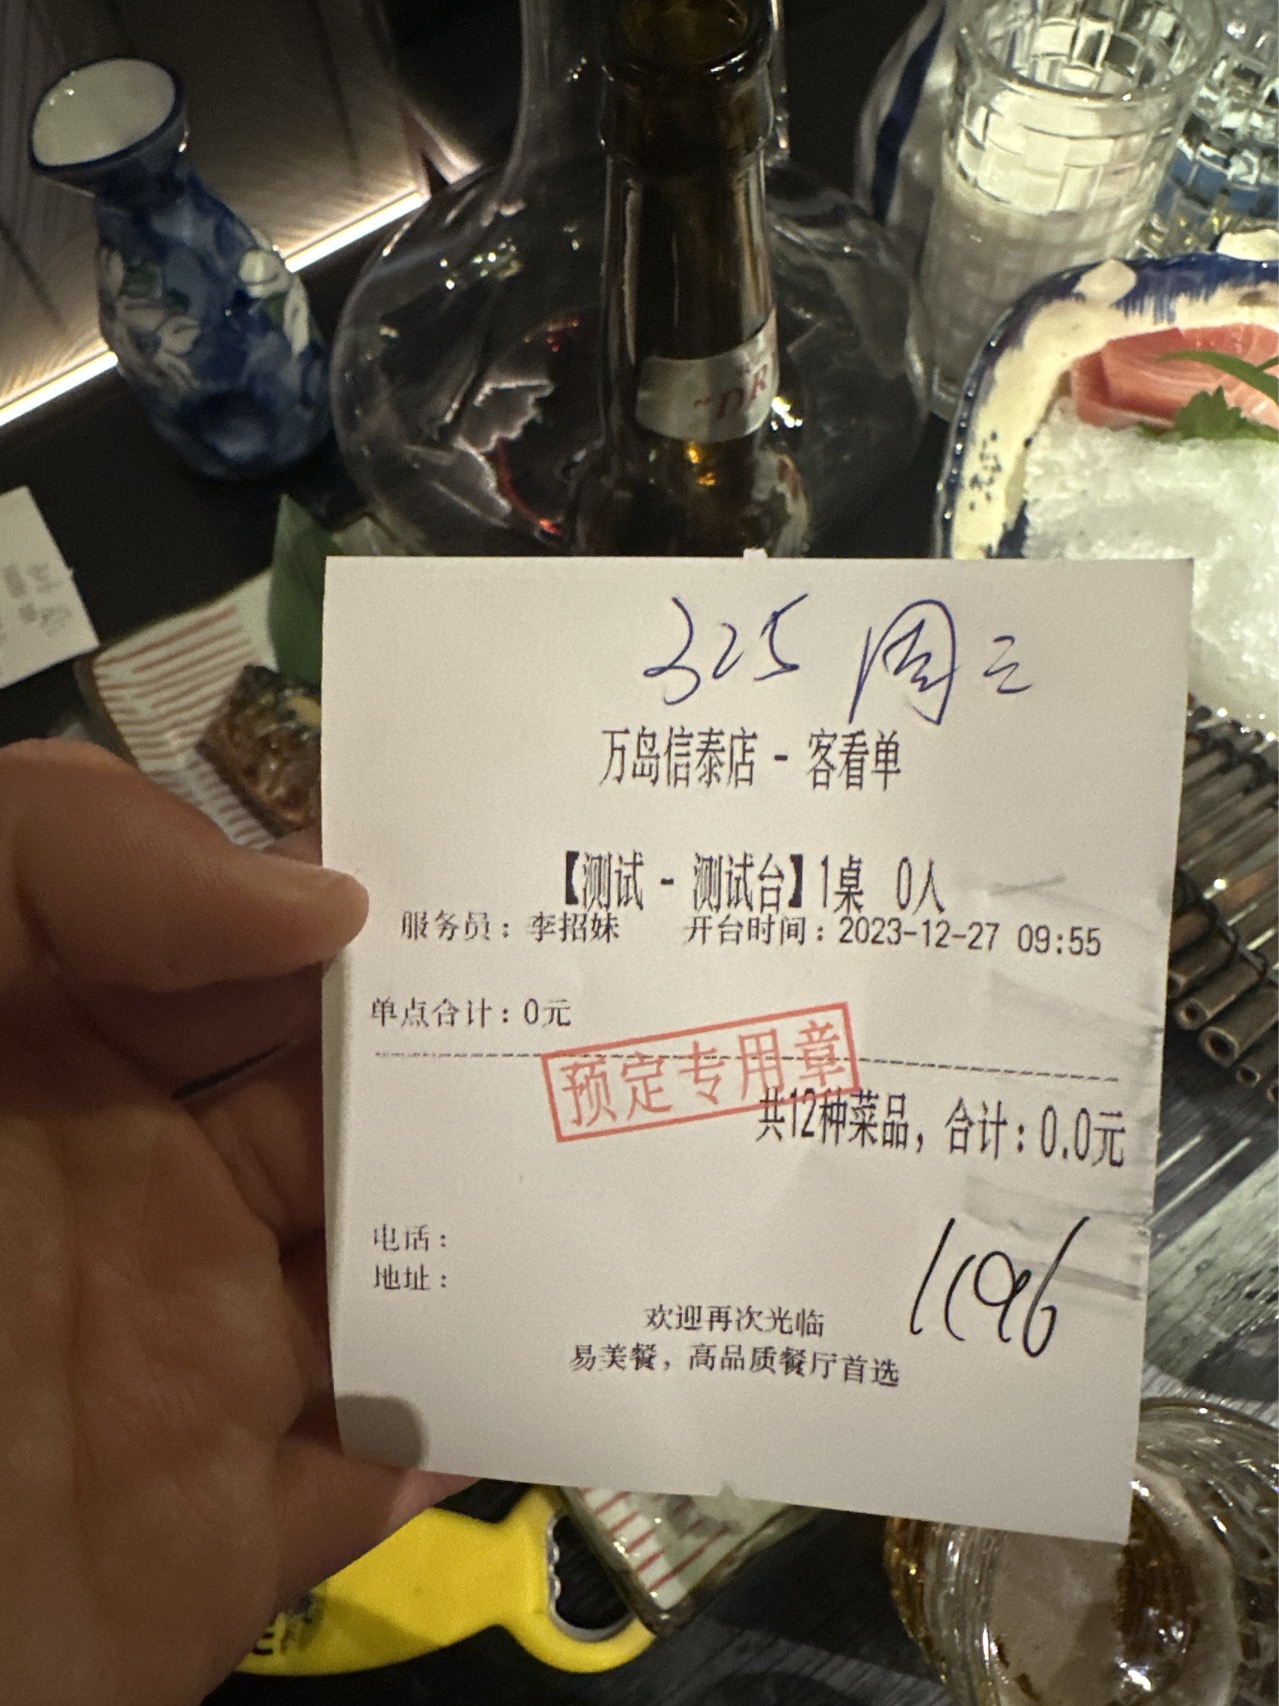 325 周三
万岛信泰店 - 客看单
【测试 - 测试台】1桌 0人
服务员：李招妹 开台时间：2023-12-27 09:55
单点合计：0元
预定专用章
共12种菜品，合计：0.0元
电话：
地址：
1196
欢迎再次光临
易美餐，高品质餐厅首选